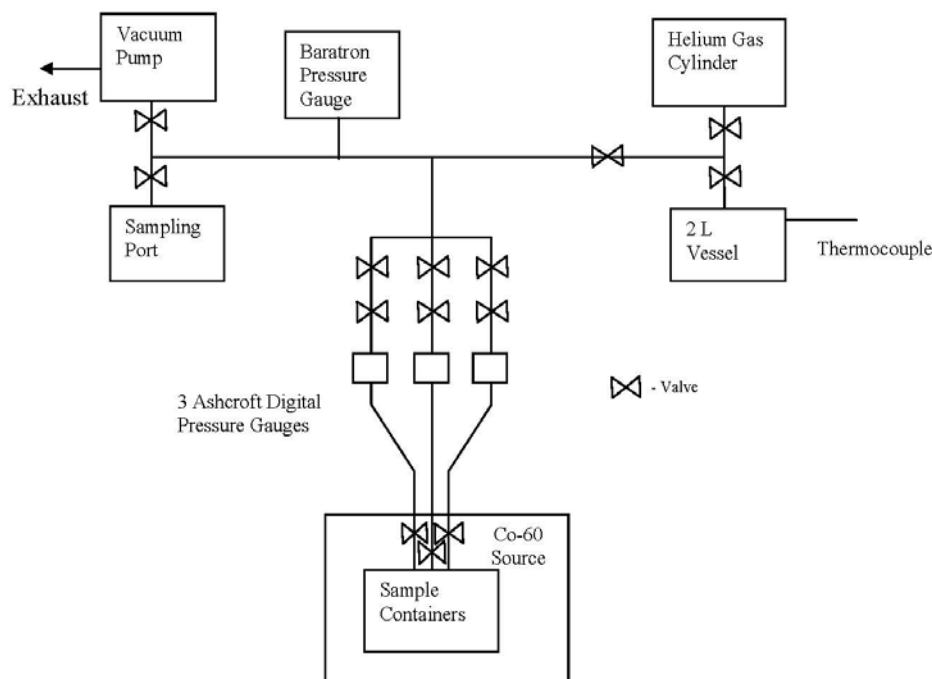 Vacuum
Pump
Exhaust
Baratron
Pressure
Gauge
Helium Gas
Cylinder
Sampling
Port
2 L
Vessel
Thermocouple
3 Ashcroft Digital
Pressure Gauges
- Valve
Co-60
Source
Sample
Containers